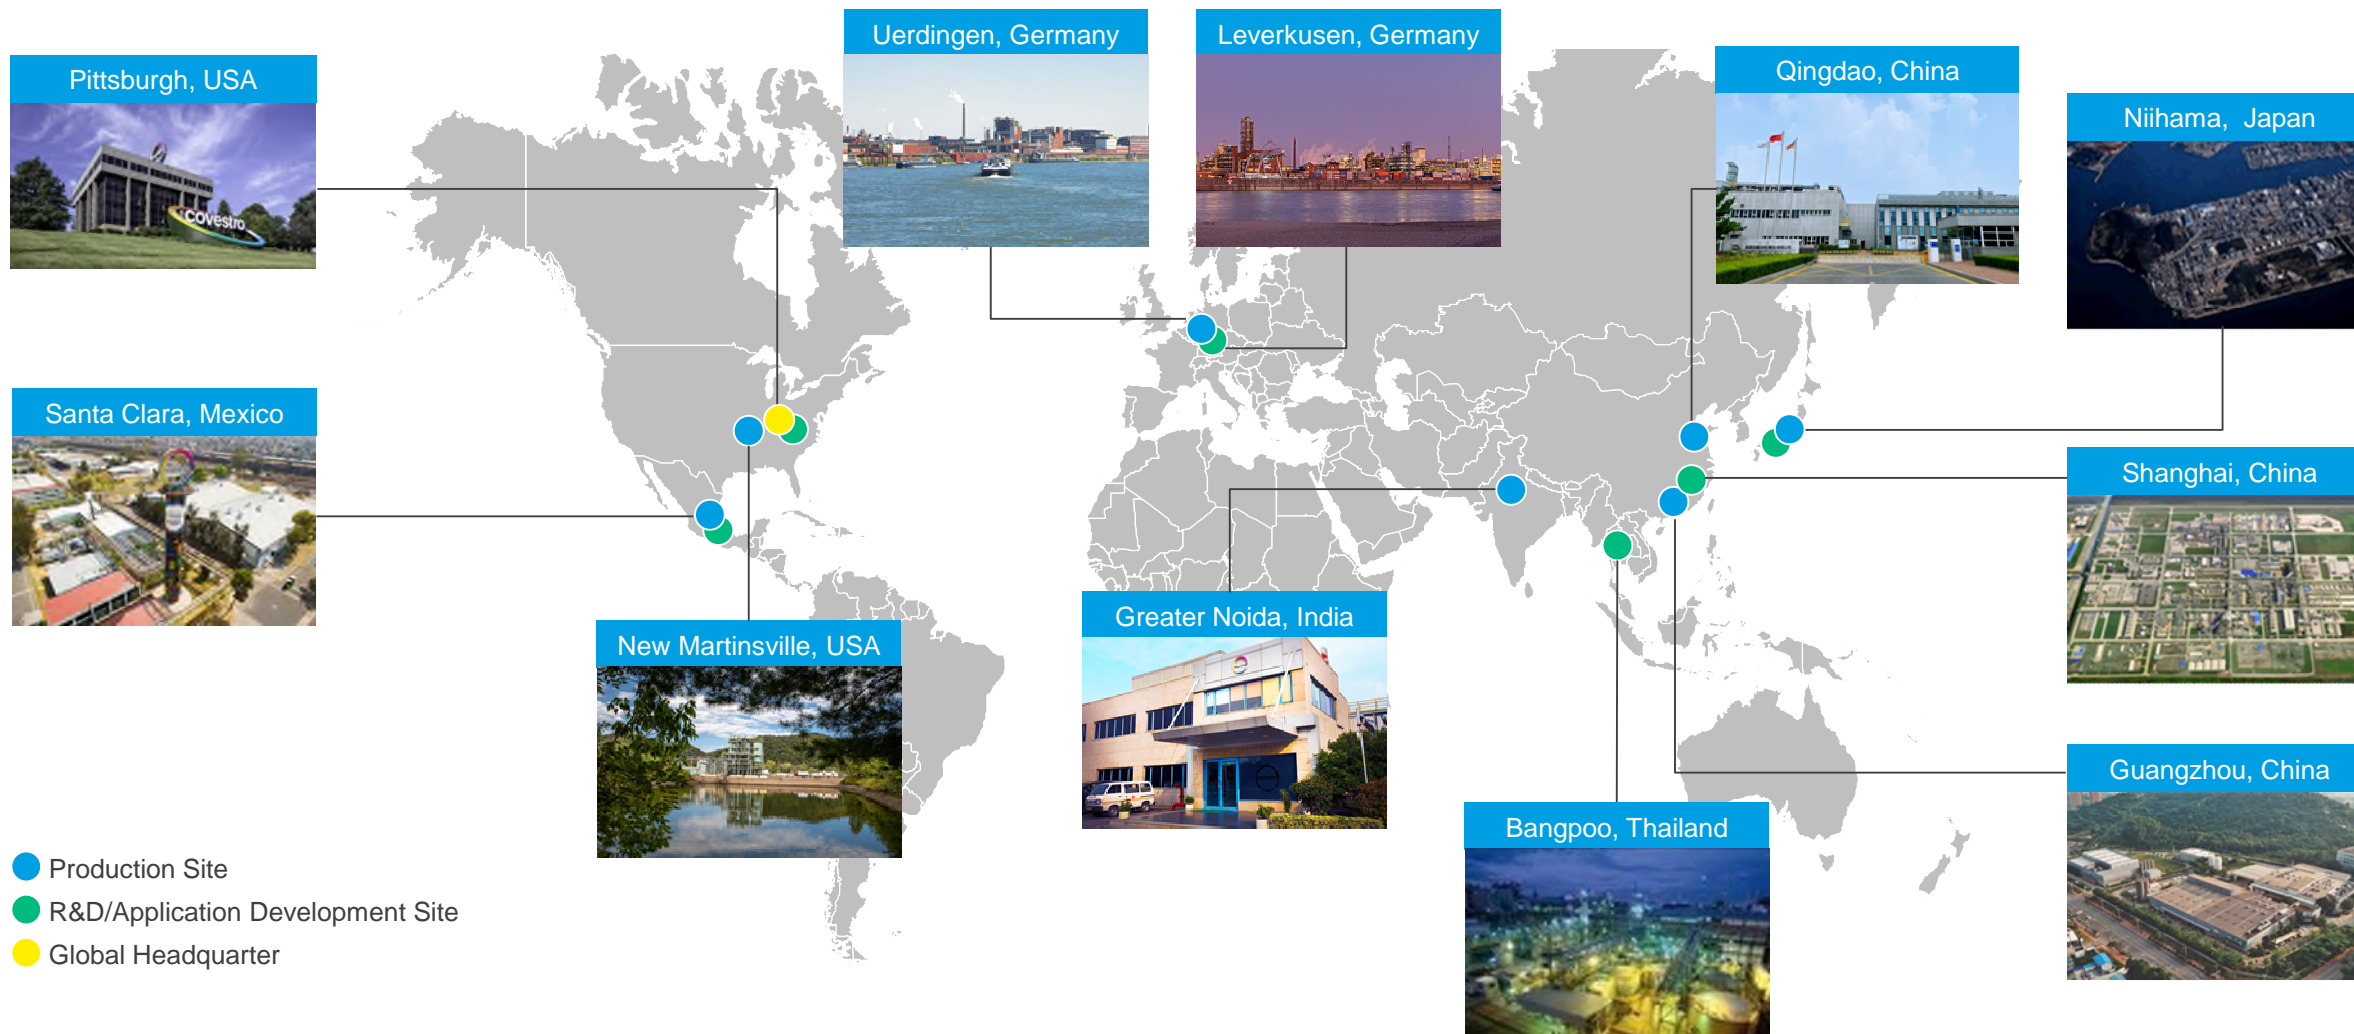 Uerdingen, Germany
Leverkusen, Germany
Pittsburgh, USA
Qingdao, China
Niihama, Japan
covestro
Santa Clara, Mexico
Shanghai, China
Greater Noida, India
New Martinsville, USA
Guangzhou, China
Bangpoo, Thailand
Production Site
R&D/Application Development Site
Global Headquarter